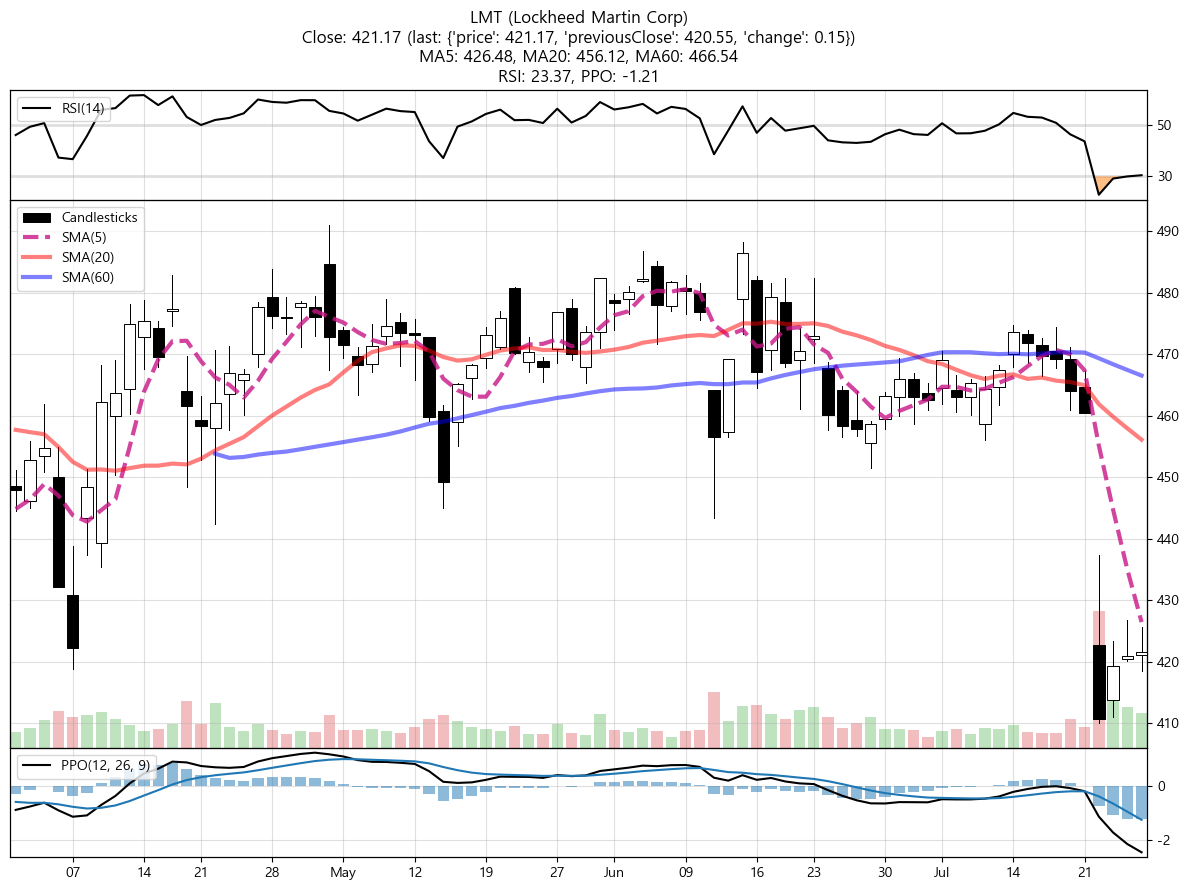 LMT (Lockheed Martin Corp)
Close: 421.17 (last: {'price': 421.17, 'previousClose': 420.55, 'change': 0.15})
MA5: 426.48, MA20: 456.12, MA60: 466.54
RSI: 23.37, PPO: -1.21
RSI(14)
50
30
Candlesticks
SMA(5)
SMA(20)
SMA(60)
490
480
470
460
450
440
430
420
410
PPO(12, 26, 9)
0
-2
07 14 21 28 May 12 19 27 Jun 09 17 23 30 Jul 14 21